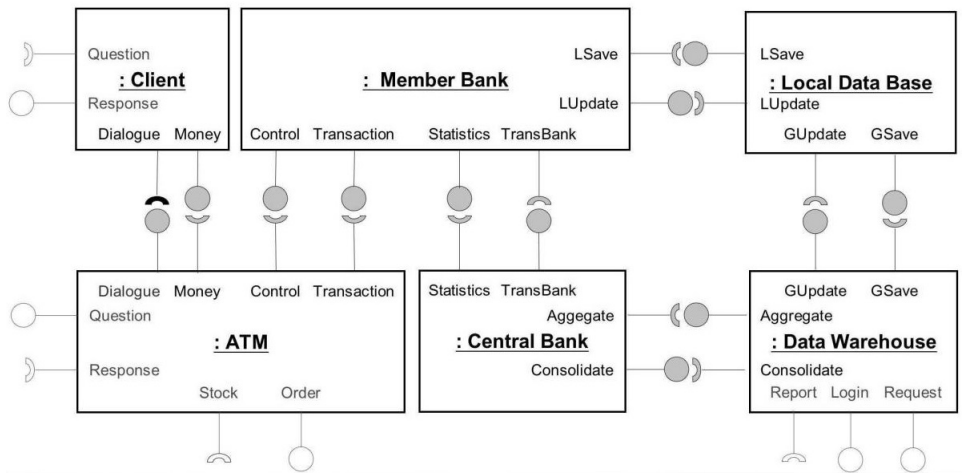 Question
: Client
Response
Dialogue Money
LSave
: Member Bank
LUpdate
Control Transaction Statistics TransBank
LSave
: Local Data Base
LUpdate
GUpdate GSave
Dialogue Money Control Transaction
Question
: ATM
Response
Stock Order
Statistics TransBank
Aggegate
: Central Bank
Consolidate
GUpdate GSave
Aggregate
: Data Warehouse
Consolidate
Report Login Request